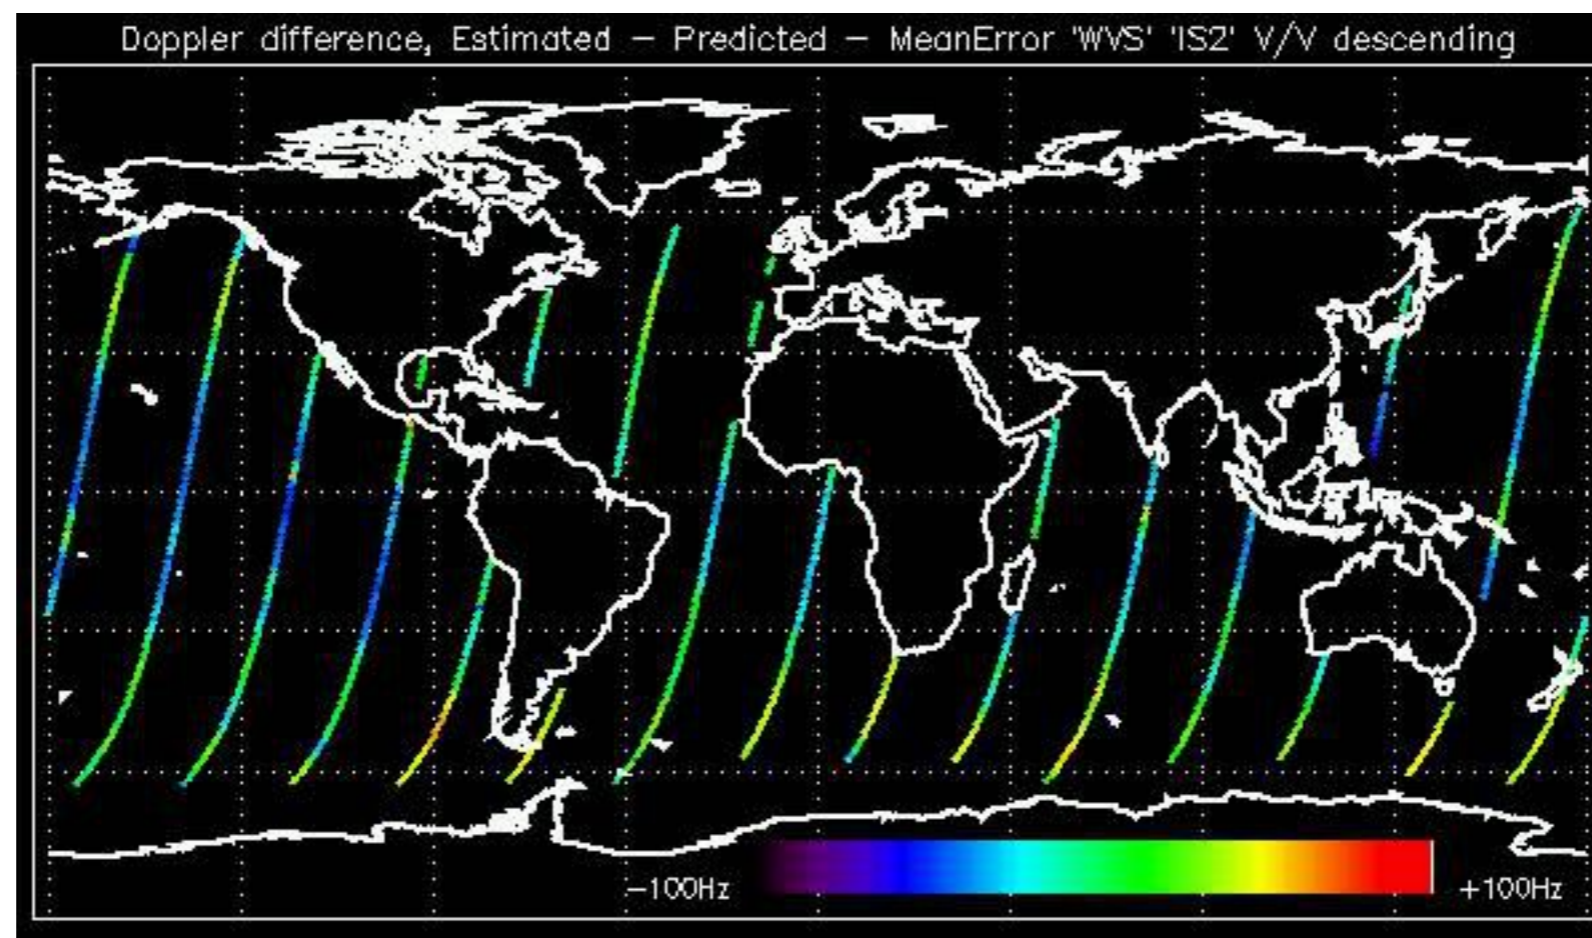 Doppler difference, Estimated – Predicted – MeanError 'WVS' 'IS2' V/V descending
–100Hz
+100Hz